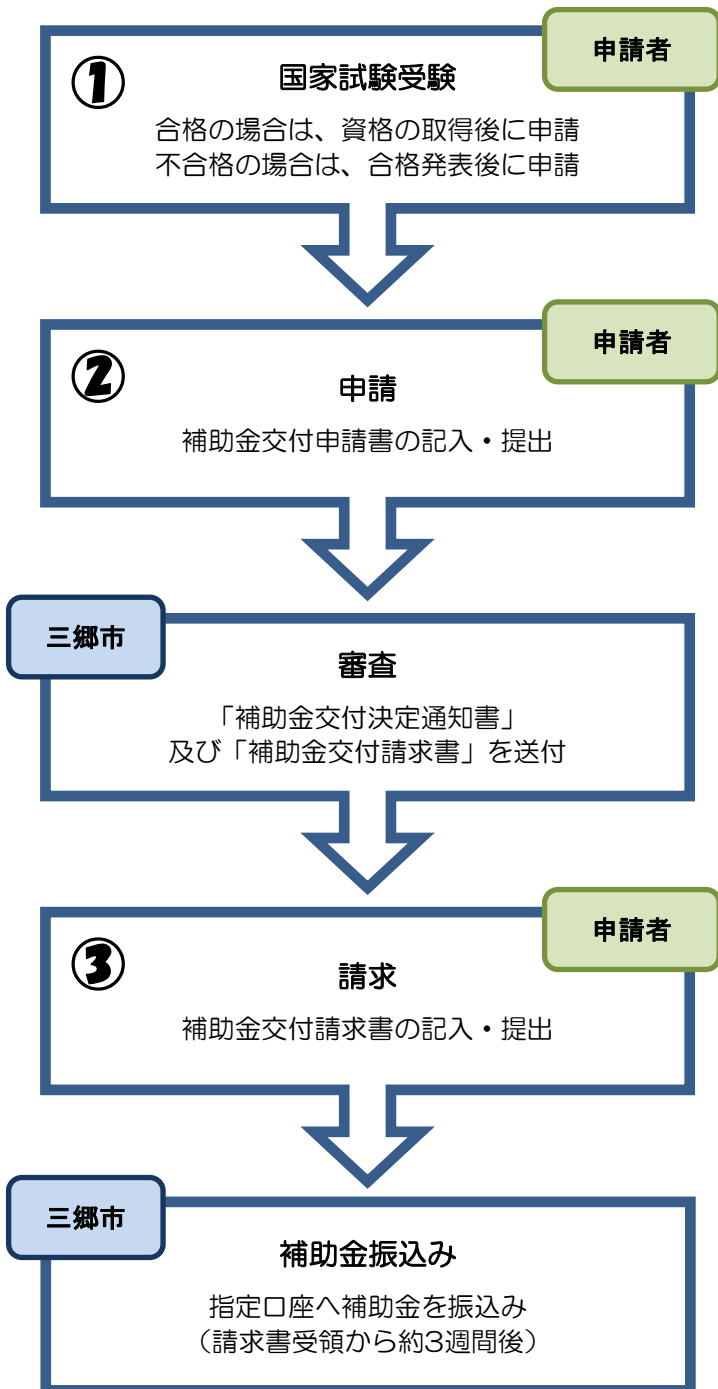 申請者
①
国家試験受験
合格の場合は、資格の取得後に申請
不合格の場合は、合格発表後に申請
申請者
②
申請
補助金交付申請書の記入・提出
三郷市
審査
「補助金交付決定通知書」
及び「補助金交付請求書」を送付
申請者
③
請求
補助金交付請求書の記入・提出
三郷市
補助金振込み
指定口座へ補助金を振込み
（請求書受領から約3週間後）